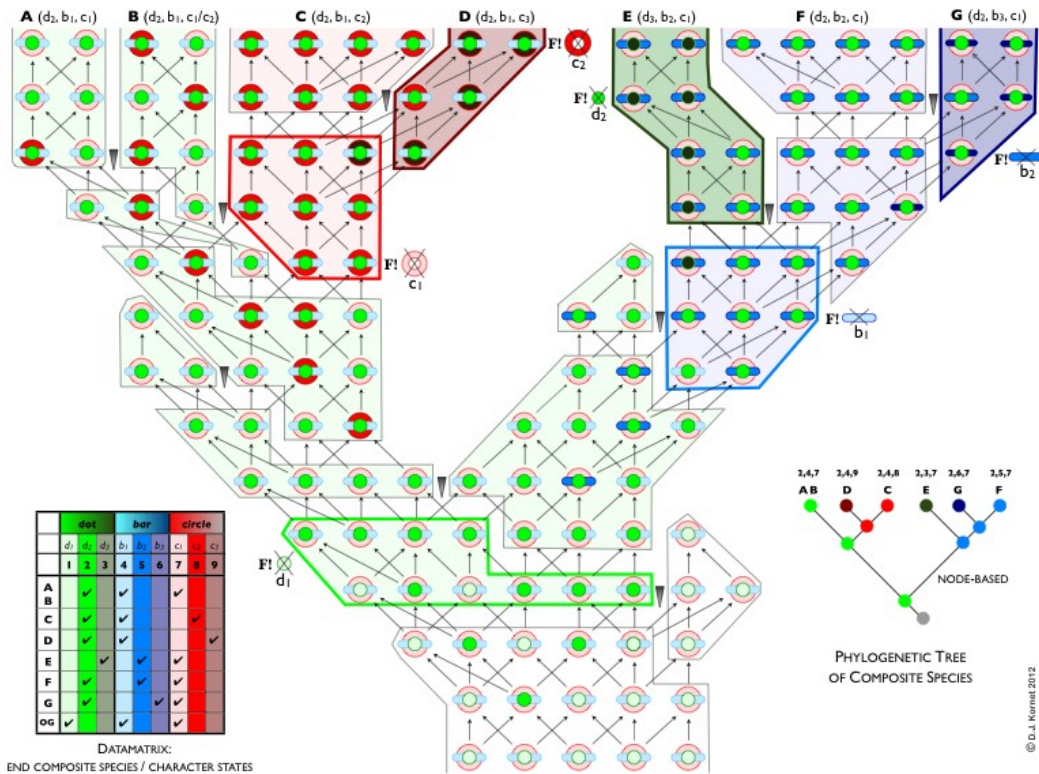 A (d2, b1, c1)
B (d2, b1, c1/c2)
C (d2, b1, c2)
D (d2, b1, c3)
E (d3, b2, c1)
F (d2, b2, c1)
G (d2, b3, c1)
F! c2
F! d2
F! b2
F! c1
F! b1
F! d1
dot bar circle
d1 d2 d3 b1 b2 b3 c1 c2 c3
1 2 3 4 5 6 7 8 9
A B ✔ ✔ ✔
C ✔ ✔ ✔
D ✔ ✔ ✔
E ✔ ✔ ✔
F ✔ ✔ ✔
G ✔ ✔ ✔
OG ✔ ✔ ✔
DATAMATRIX:
END COMPOSITE SPECIES / CHARACTER STATES
2,4,7 2,4,9 2,4,8 2,3,7 2,6,7 2,5,7
A B D C E G F
NODE-BASED
PHYLOGENETIC TREE
OF COMPOSITE SPECIES
© D.J. Kornet 2012